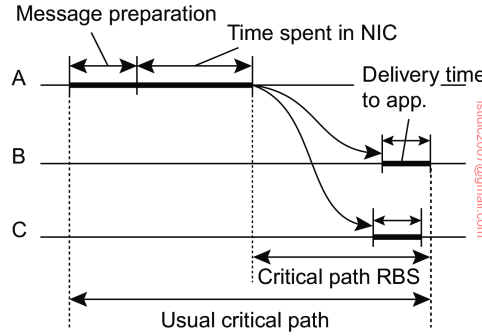 Message preparation
Time spent in NIC
A
Delivery time
to app.
B
C
Critical path RBS
Usual critical path